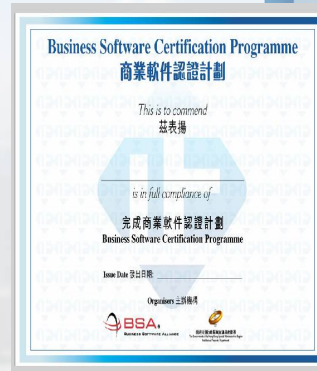 Business Software Certification Programme
商業軟件認證計劃
This is to commend
茲表揚
is in full compliance of
完成商業軟件認證計劃
Business Software Certification Programme
Issue Date 發出日期:
Organisers 主辦機構
BSA®
BUSINESS SOFTWARE ALLIANCE